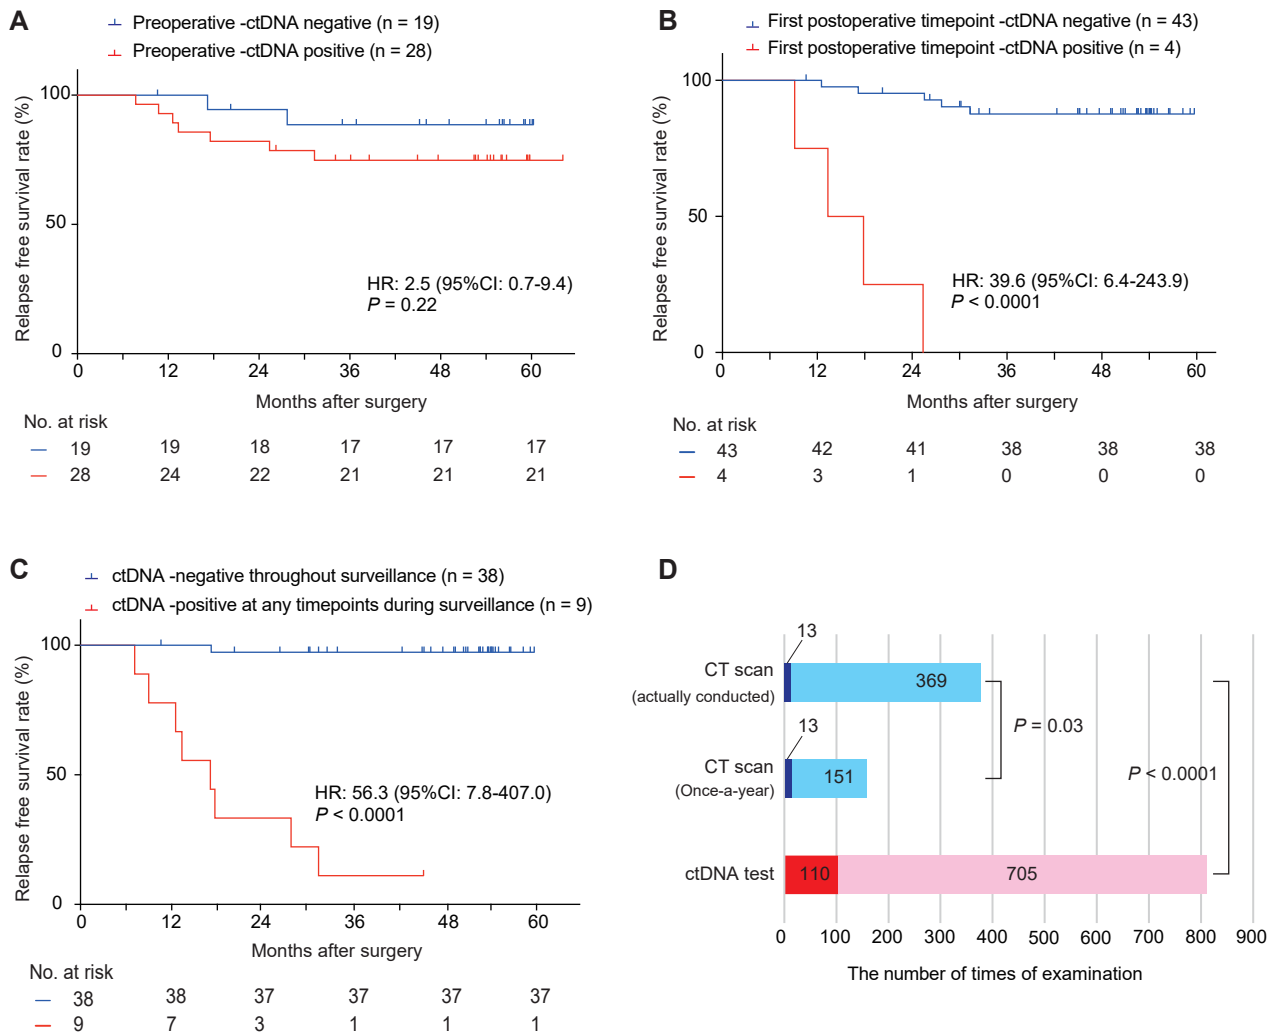 A
Preoperative -ctDNA negative (n = 19)
Preoperative -ctDNA positive (n = 28)
Relapse free survival rate (%)
100
50
0
HR: 2.5 (95%CI: 0.7-9.4)
P = 0.22
0 12 24 36 48 60
Months after surgery
No. at risk
19 19 18 17 17 17
28 24 22 21 21 21
B
First postoperative timepoint -ctDNA negative (n = 43)
First postoperative timepoint -ctDNA positive (n = 4)
Relapse free survival rate (%)
100
50
0
HR: 39.6 (95%CI: 6.4-243.9)
P < 0.0001
0 12 24 36 48 60
Months after surgery
No. at risk
43 42 41 38 38 38
4 3 1 0 0 0
C
ctDNA -negative throughout surveillance (n = 38)
ctDNA -positive at any timepoints during surveillance (n = 9)
Relapse free survival rate (%)
100
50
0
HR: 56.3 (95%CI: 7.8-407.0)
P < 0.0001
0 12 24 36 48 60
Months after surgery
No. at risk
38 38 37 37 37 37
9 7 3 1 1 1
D
13
CT scan
(actually conducted)
369
13
CT scan
(Once-a-year)
151
P = 0.03
P < 0.0001
ctDNA test
110 705
0 100 200 300 400 500 600 700 800 900
The number of times of examination